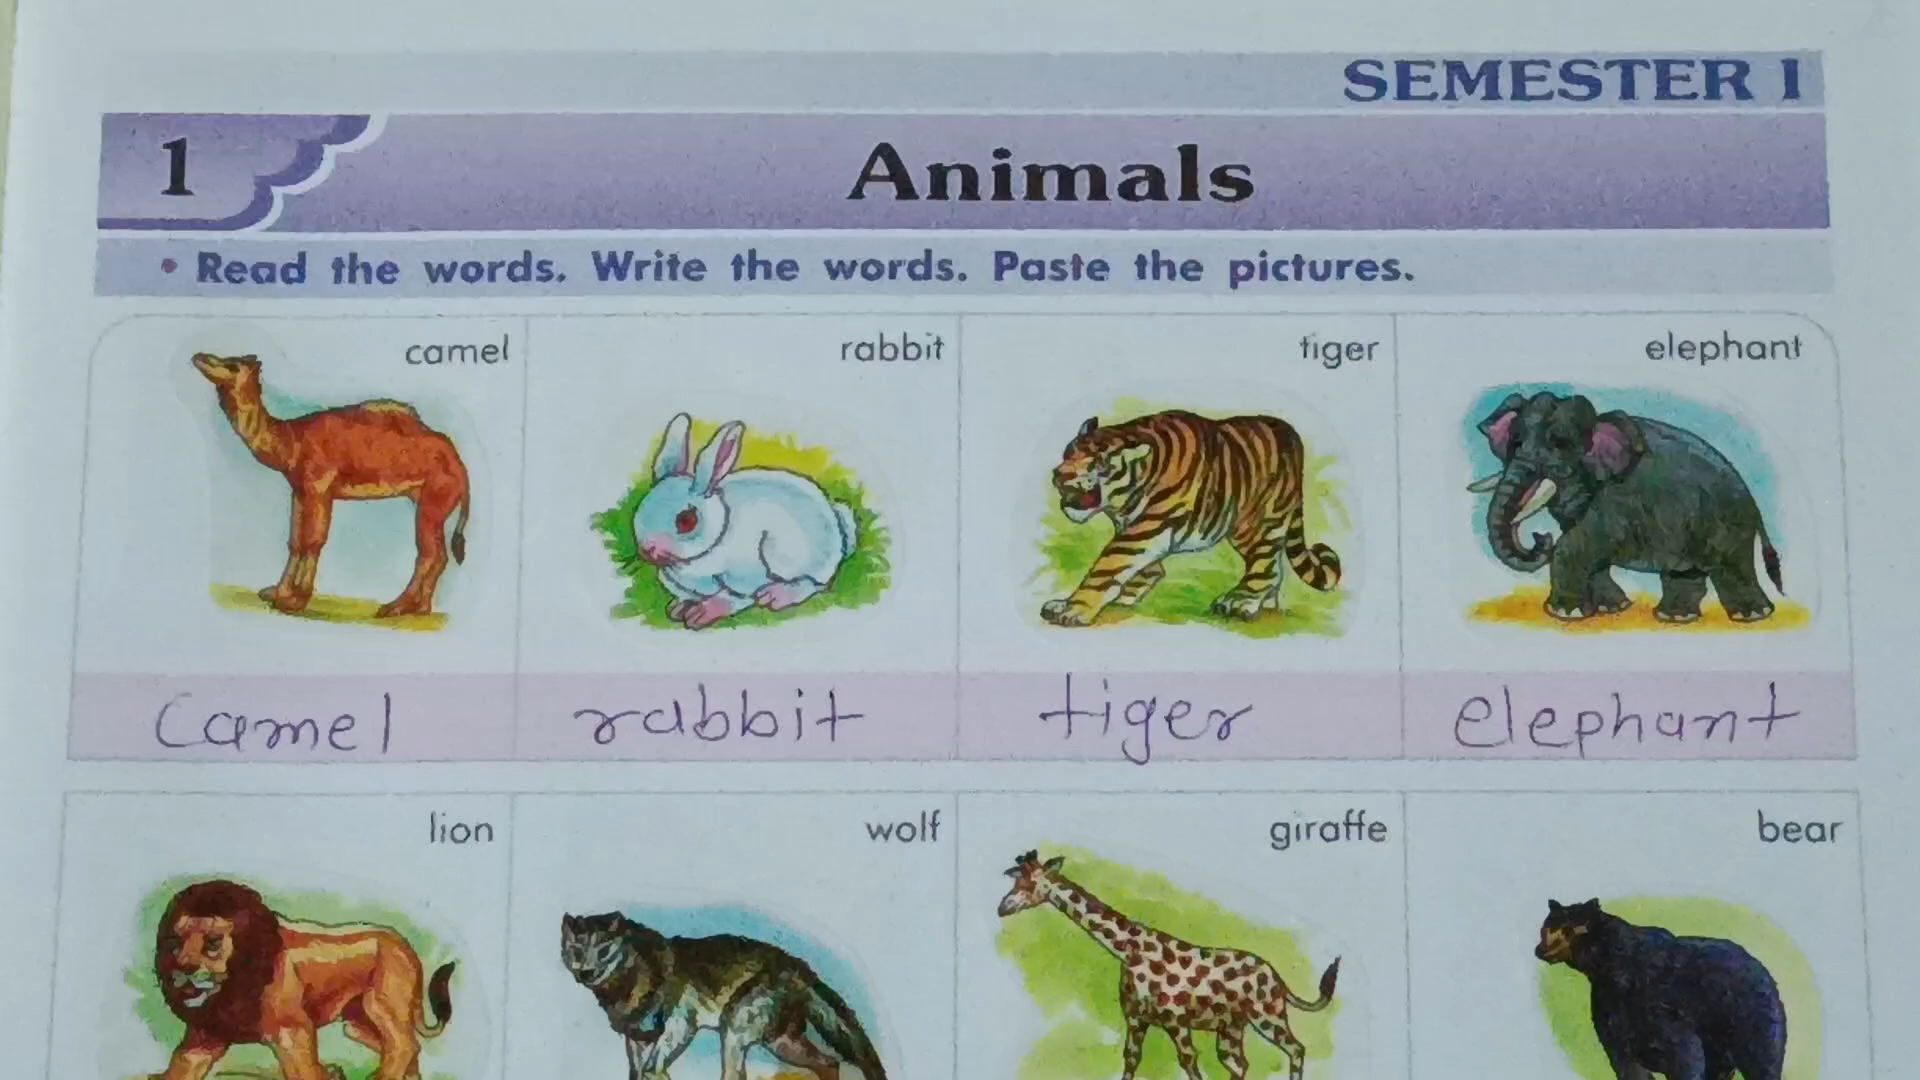 SEMESTER I
1 Animals
• Read the words. Write the words. Paste the pictures.
camel rabbit tiger elephant
camel rabbit tiger elephant
lion wolf giraffe bear